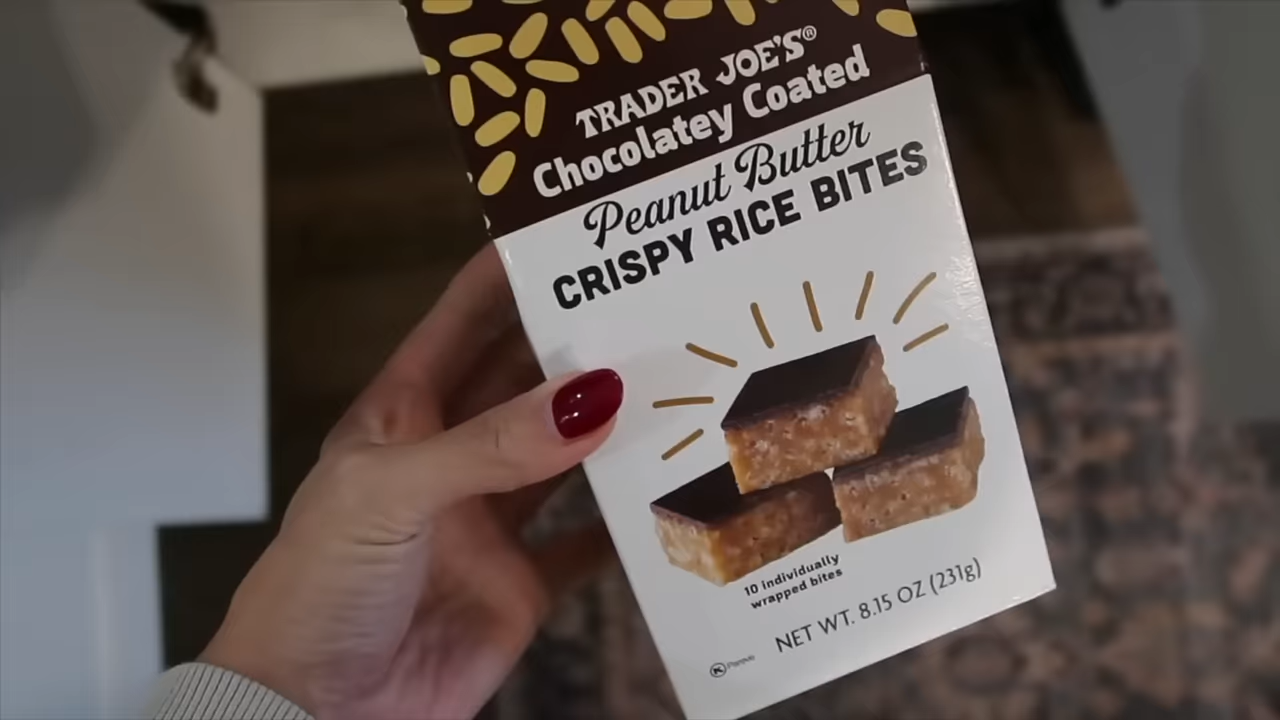 TRADER JOE'S®
Chocolatey Coated
Peanut Butter
CRISPY RICE BITES
10 individually
wrapped bites
NET WT. 8.15 OZ (231g)
K Pareve